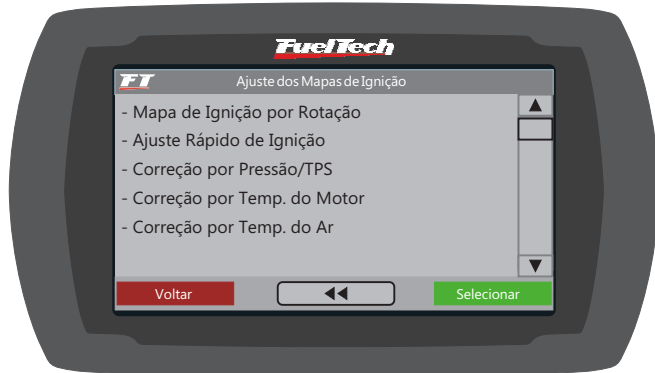 FuelTech
FT Ajuste dos Mapas de Ignição
- Mapa de Ignição por Rotação
- Ajuste Rápido de Ignição
- Correção por Pressão/TPS
- Correção por Temp. do Motor
- Correção por Temp. do Ar
Voltar Selecionar